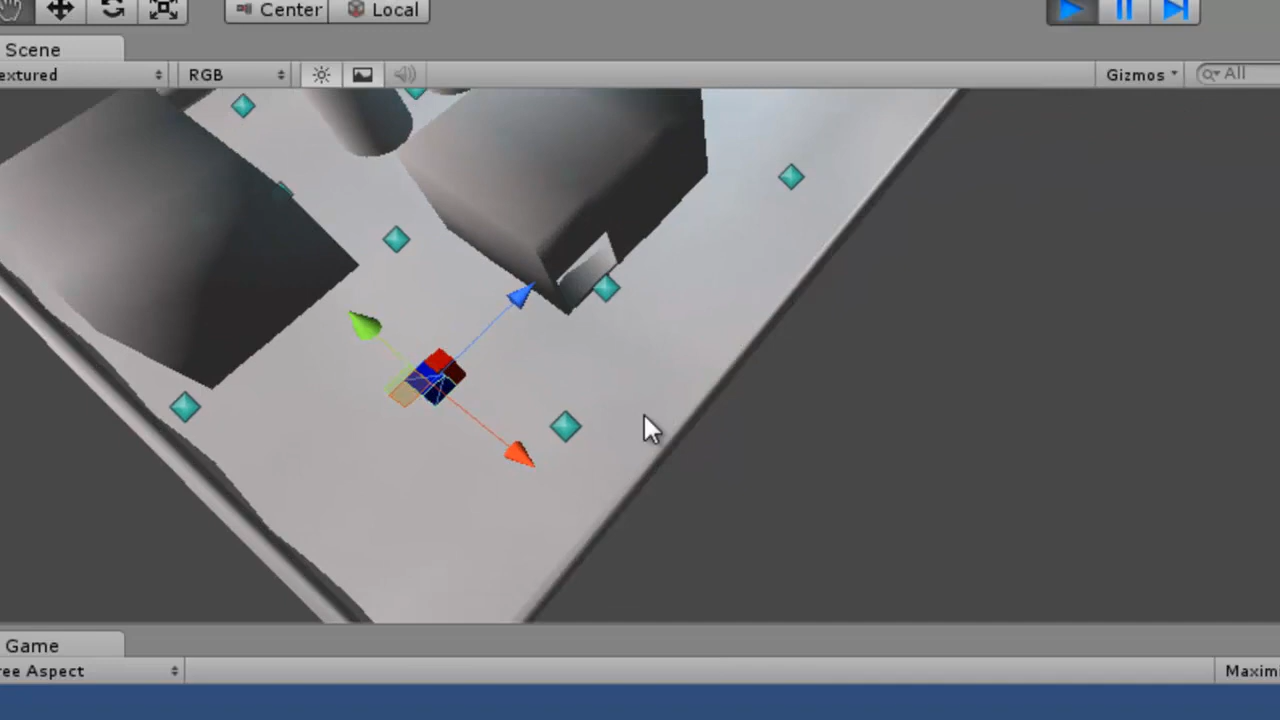 Center Local
Scene
extured RGB Gizmos All
Game
ree Aspect Maxim